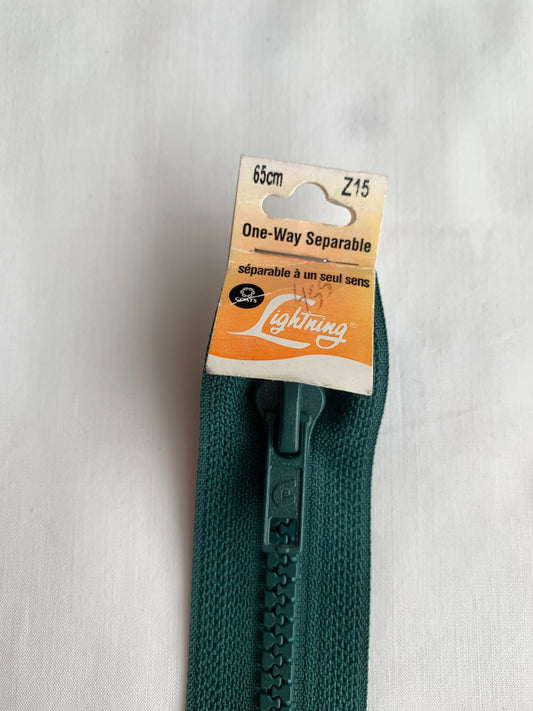 65cm Z15
One-Way Separable
séparable à un seul sens
COATS
Lightning®